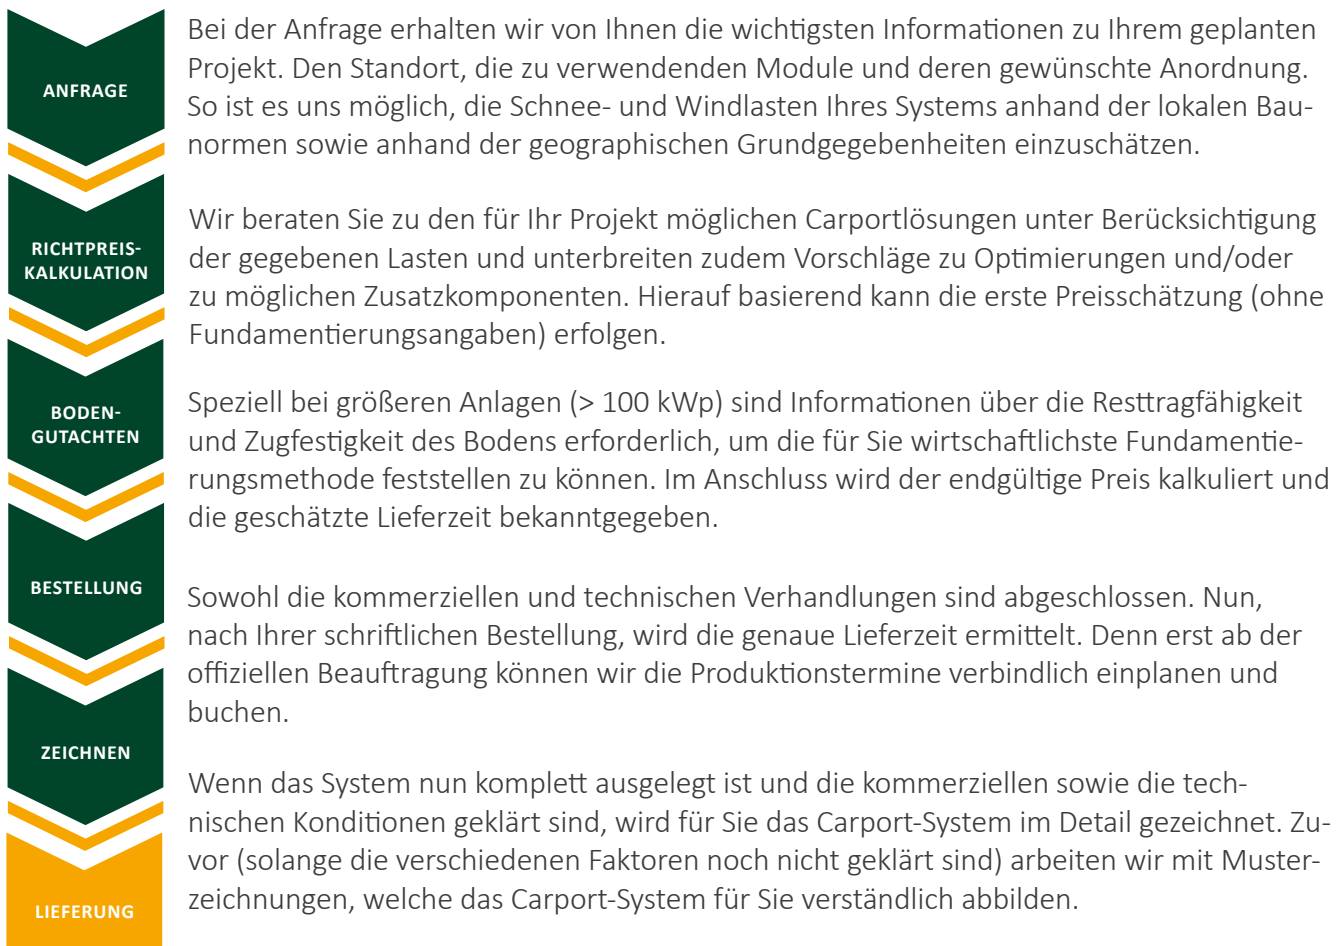 ANFRAGE
Bei der Anfrage erhalten wir von Ihnen die wichtigsten Informationen zu Ihrem geplanten
Projekt. Den Standort, die zu verwendenden Module und deren gewünschte Anordnung.
So ist es uns möglich, die Schnee- und Windlasten Ihres Systems anhand der lokalen Bau-
normen sowie anhand der geographischen Grundgegebenheiten einzuschätzen.
RICHTPREIS-
KALKULATION
Wir beraten Sie zu den für Ihr Projekt möglichen Carportlösungen unter Berücksichtigung
der gegebenen Lasten und unterbreiten zudem Vorschläge zu Optimierungen und/oder
zu möglichen Zusatzkomponenten. Hierauf basierend kann die erste Preisschätzung (ohne
Fundamentierungsangaben) erfolgen.
BODEN-
GUTACHTEN
Speziell bei größeren Anlagen (> 100 kWp) sind Informationen über die Resttragfähigkeit
und Zugfestigkeit des Bodens erforderlich, um die für Sie wirtschaftlichste Fundamentie-
rungsmethode feststellen zu können. Im Anschluss wird der endgültige Preis kalkuliert und
die geschätzte Lieferzeit bekanntgegeben.
BESTELLUNG
Sowohl die kommerziellen und technischen Verhandlungen sind abgeschlossen. Nun,
nach Ihrer schriftlichen Bestellung, wird die genaue Lieferzeit ermittelt. Denn erst ab der
offiziellen Beauftragung können wir die Produktionstermine verbindlich einplanen und
buchen.
ZEICHNEN
Wenn das System nun komplett ausgelegt ist und die kommerziellen sowie die tech-
nischen Konditionen geklärt sind, wird für Sie das Carport-System im Detail gezeichnet. Zu-
vor (solange die verschiedenen Faktoren noch nicht geklärt sind) arbeiten wir mit Muster-
zeichnungen, welche das Carport-System für Sie verständlich abbilden.
LIEFERUNG